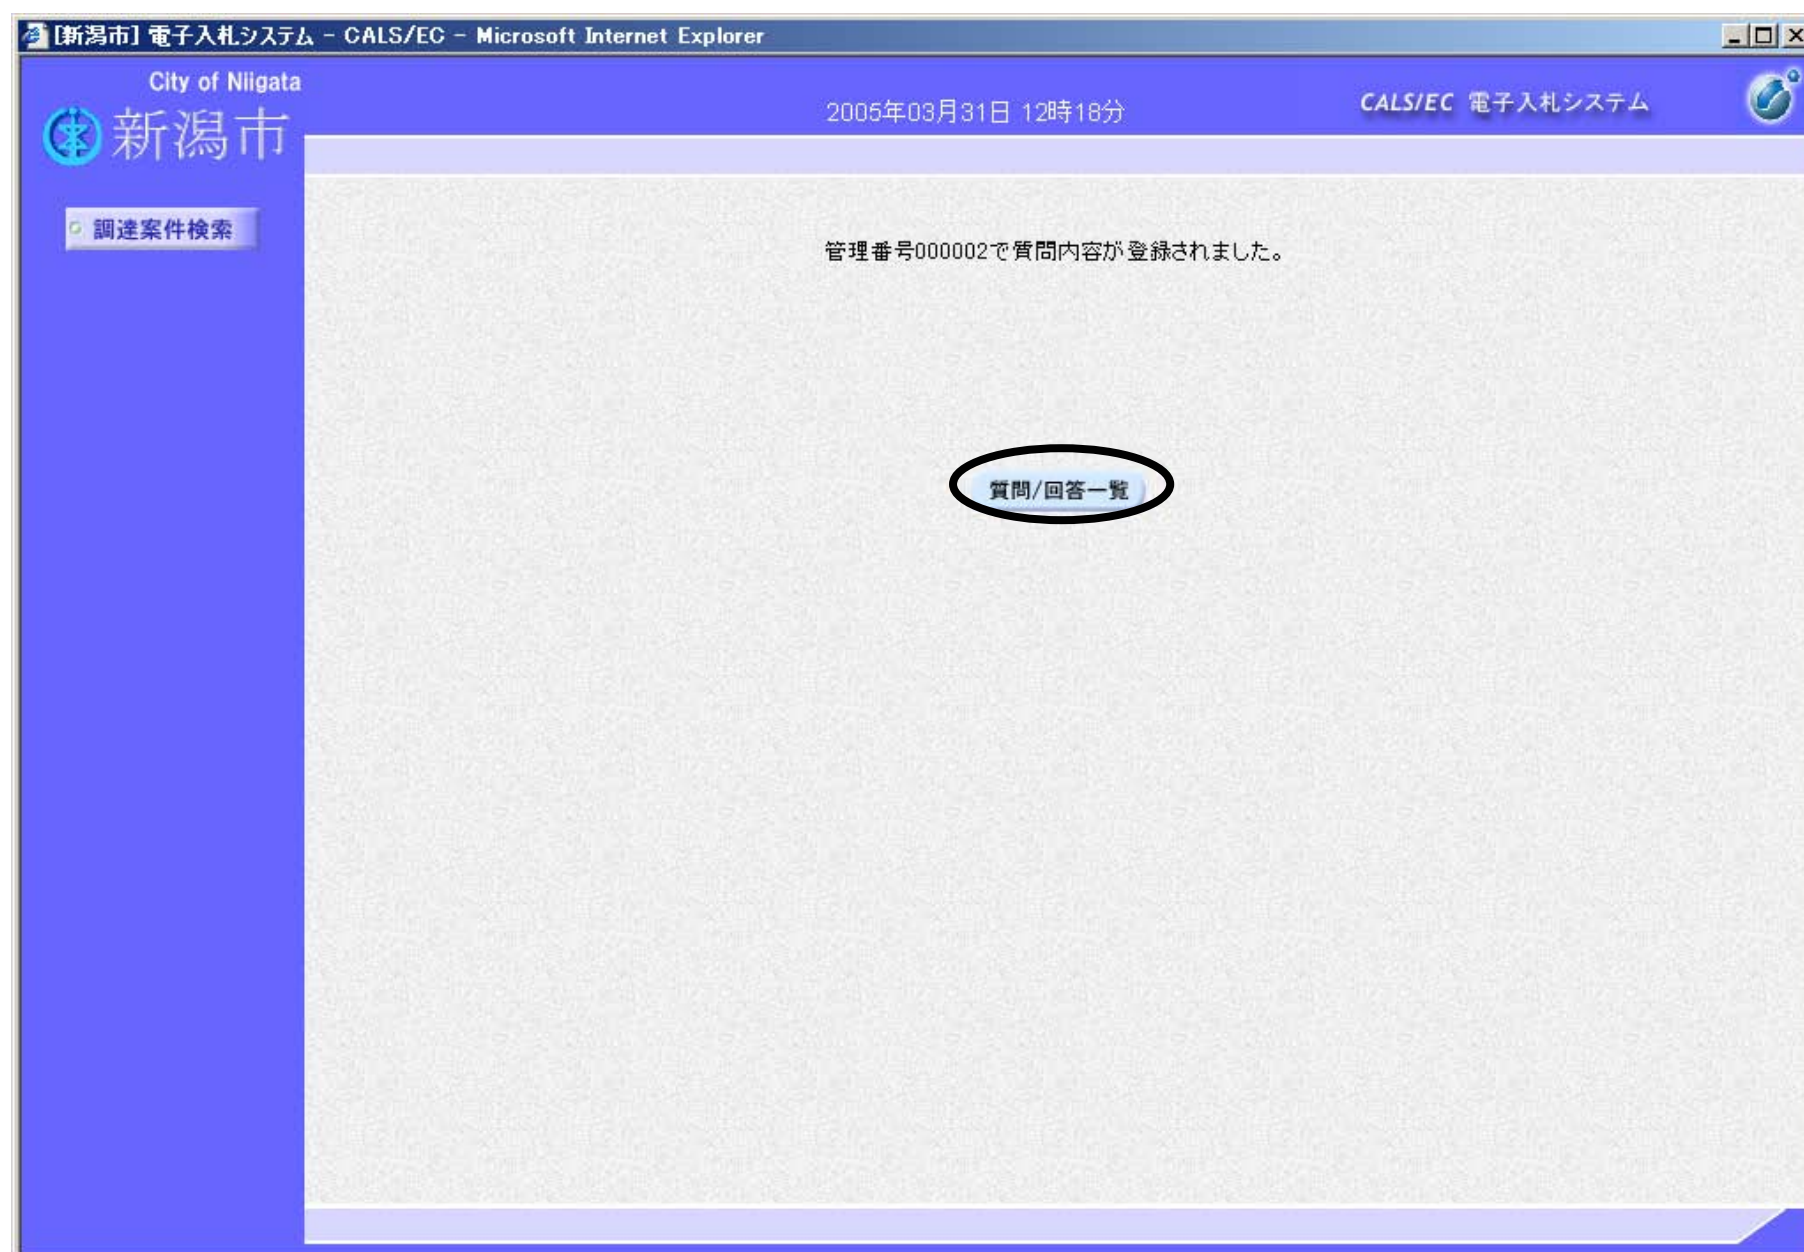 [新潟市] 電子入札システム - CALS/EC - Microsoft Internet Explorer
City of Niigata
新潟市
2005年03月31日 12時18分
CALS/EC 電子入札システム
調達案件検索
管理番号000002で質問内容が登録されました。
質問/回答一覧